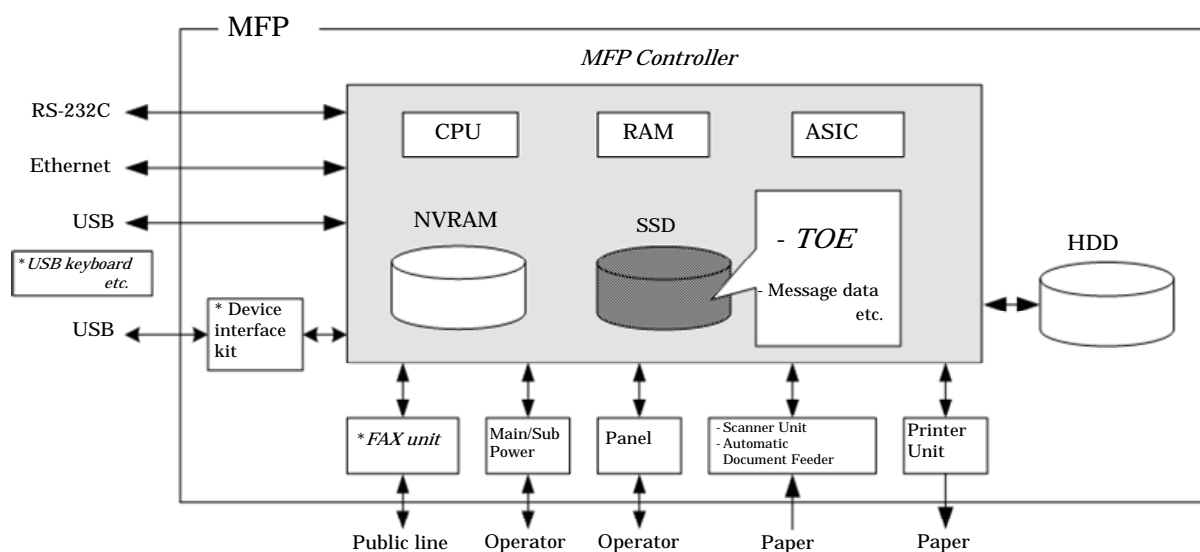 MFP
MFP Controller
RS-232C
CPU
RAM
ASIC
Ethernet
USB
NVRAM
SSD
- TOE
- Message data
etc.
HDD
* USB keyboard
etc.
USB
* Device
interface
kit
* FAX unit
Main/Sub
Power
Panel
- Scanner Unit
- Automatic
Document Feeder
Printer
Unit
Public line
Operator
Operator
Paper
Paper